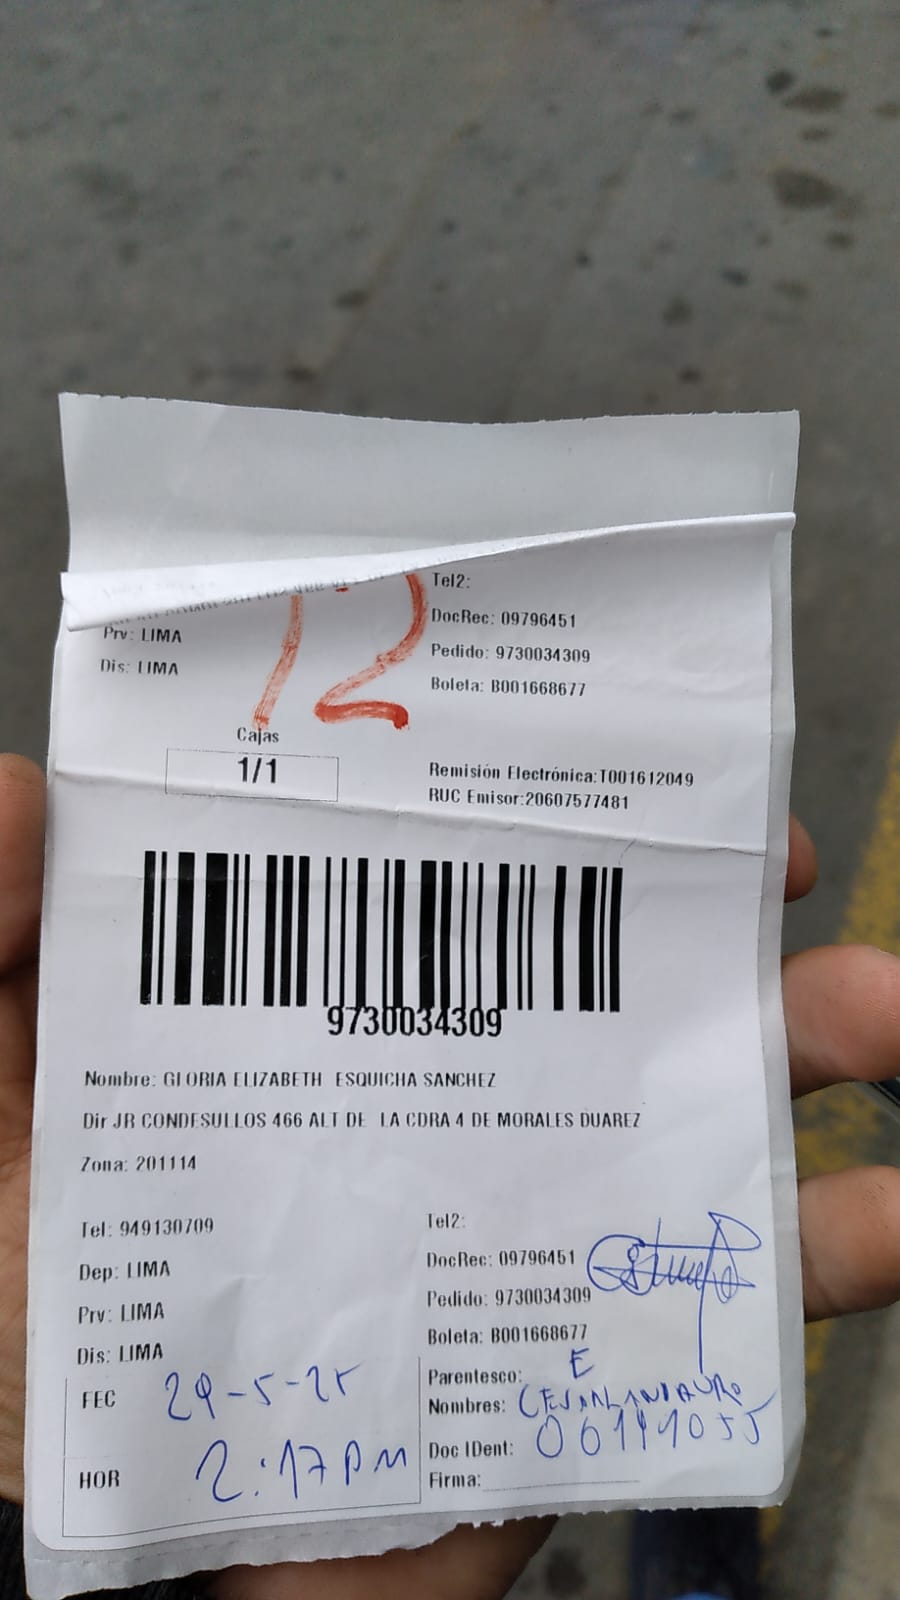 12
Tel2:
DocRec: 09796451
Prv: LIMA
Pedido: 9730034309
Dis: LIMA
Boleta: B001668677
Cajas
1/1
Remisión Electrónica:T001612049
RUC Emisor:20607577481
9730034309
Nombre: GLORIA ELIZABETH ESQUICHA SANCHEZ
Dir JR CONDESULLOS 466 ALT DE LA CDRA 4 DE MORALES DUAREZ
Zona: 201114
Tel: 949130709
Tel2:
Dep: LIMA
DocRec: 09796451
Prv: LIMA
Pedido: 9730034309
Dis: LIMA
Boleta: B001668677
Parentesco: E
FEC 29-5-25
Nombres: CESAR
Doc IDent:
HOR 2:17 PM
Firma: